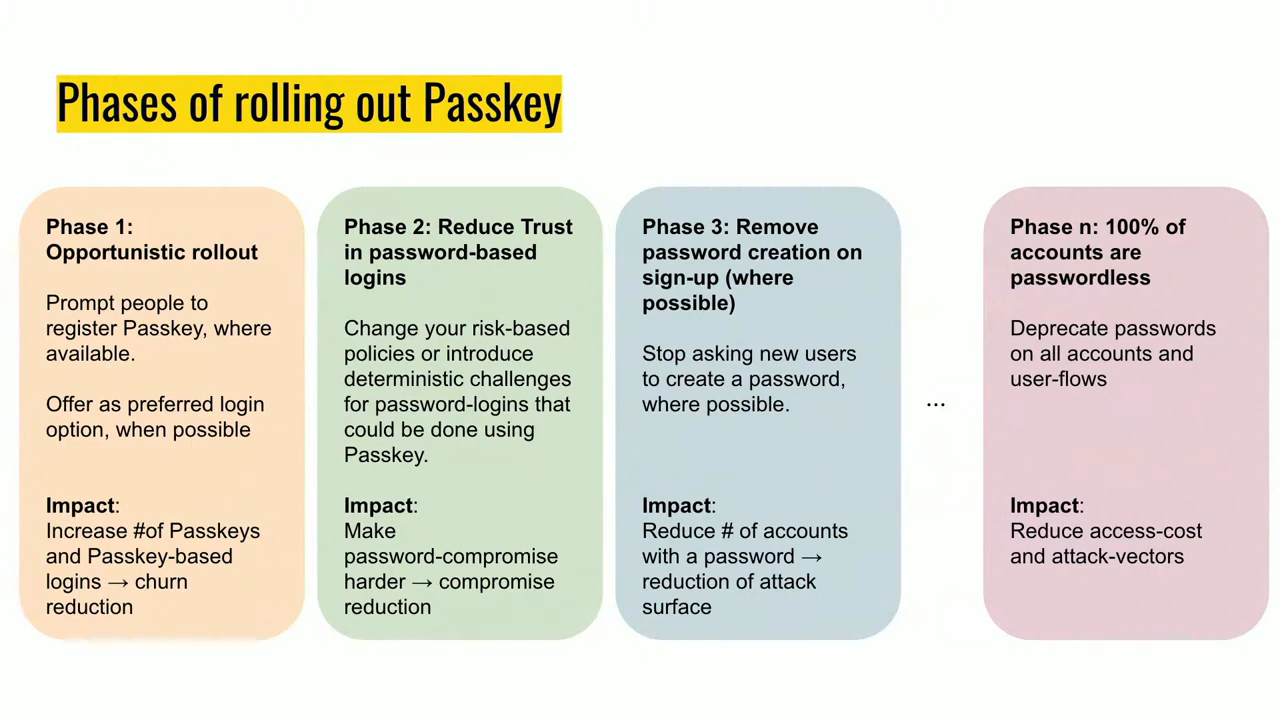 Phases of rolling out Passkey
Phase 1:
Opportunistic rollout
Prompt people to
register Passkey, where
available.
Offer as preferred login
option, when possible
Impact:
Increase #of Passkeys
and Passkey-based
logins → churn
reduction
Phase 2: Reduce Trust
in password-based
logins
Change your risk-based
policies or introduce
deterministic challenges
for password-logins that
could be done using
Passkey.
Impact:
Make
password-compromise
harder → compromise
reduction
Phase 3: Remove
password creation on
sign-up (where
possible)
Stop asking new users
to create a password,
where possible.
Impact:
Reduce # of accounts
with a password →
reduction of attack
surface
...
Phase n: 100% of
accounts are
passwordless
Deprecate passwords
on all accounts and
user-flows
Impact:
Reduce access-cost
and attack-vectors